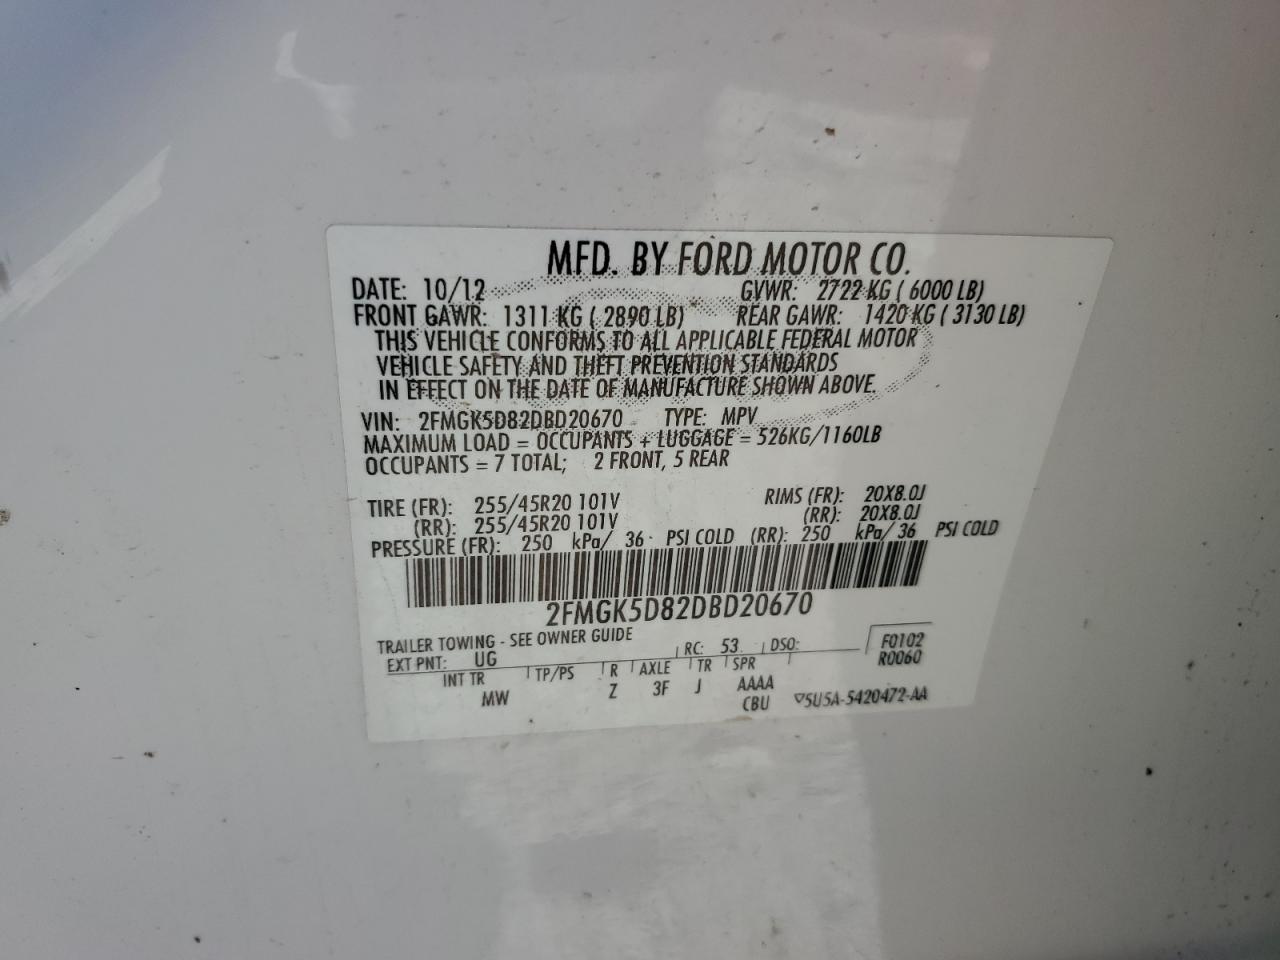 MFD. BY FORD MOTOR CO.
DATE: 10/12 GVWR: 2722 KG ( 6000 LB)
FRONT GAWR: 1311 KG ( 2890 LB) REAR GAWR: 1420 KG ( 3130 LB)
THIS VEHICLE CONFORMS TO ALL APPLICABLE FEDERAL MOTOR
VEHICLE SAFETY AND THEFT PREVENTION STANDARDS
IN EFFECT ON THE DATE OF MANUFACTURE SHOWN ABOVE.
VIN: 2FMGK5D82DBD20670 TYPE: MPV
MAXIMUM LOAD = OCCUPANTS + LUGGAGE = 526KG/1160LB
OCCUPANTS = 7 TOTAL; 2 FRONT, 5 REAR
TIRE (FR): 255/45R20 101V RIMS (FR): 20X8.0J
(RR): 255/45R20 101V (RR): 20X8.0J
PRESSURE (FR): 250 kPa/ 36 PSI COLD (RR): 250 kPa/ 36 PSI COLD
2FMGK5D82DBD20670
TRAILER TOWING - SEE OWNER GUIDE F0102
EXT PNT: UG RC: 53 DSO: R0060
INT TR TP/PS R AXLE TR SPR
MW Z 3F J AAAA
CBU ▽5U5A-5420472-AA